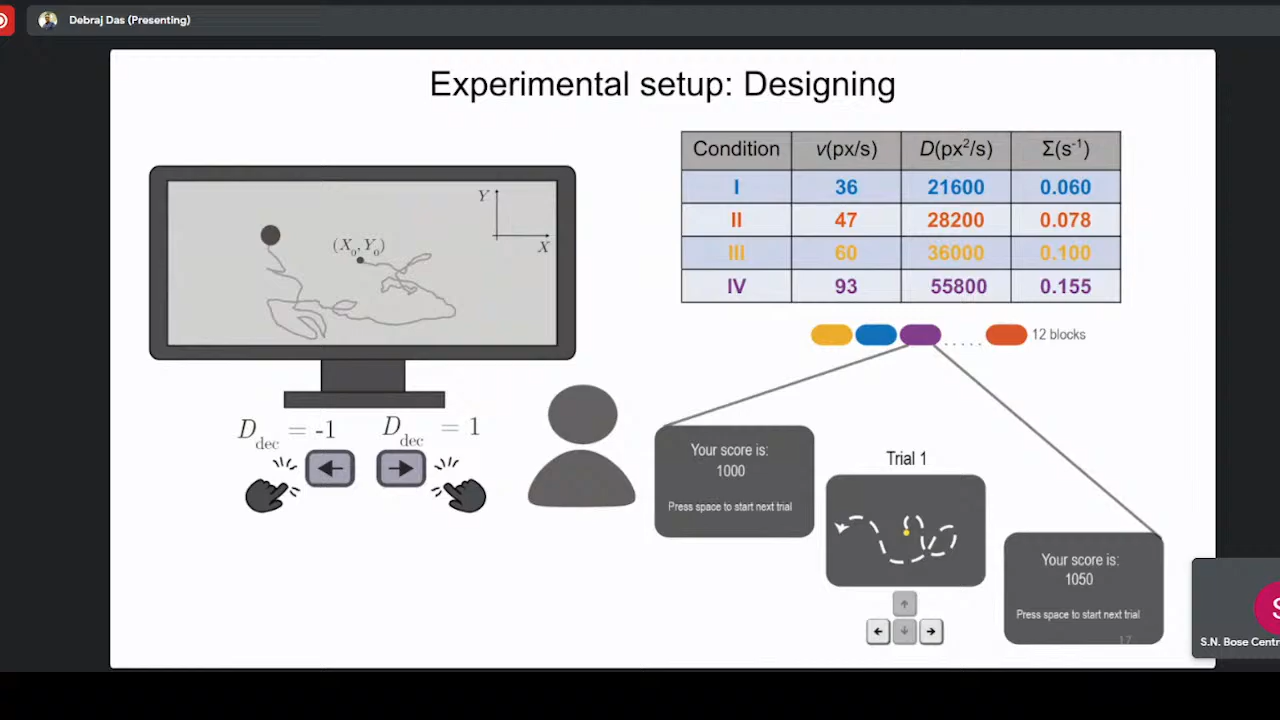 Debraj Das (Presenting)
Experimental setup: Designing
Condition v(px/s) D(px²/s) Σ(s⁻¹)
I 36 21600 0.060
II 47 28200 0.078
III 60 36000 0.100
IV 93 55800 0.155
12 blocks
Y
X
(X₀, Y₀)
D_dec = -1
D_dec = 1
Your score is:
1000
Press space to start next trial
Trial 1
Your score is:
1050
Press space to start next trial
17
S
S.N. Bose Centr